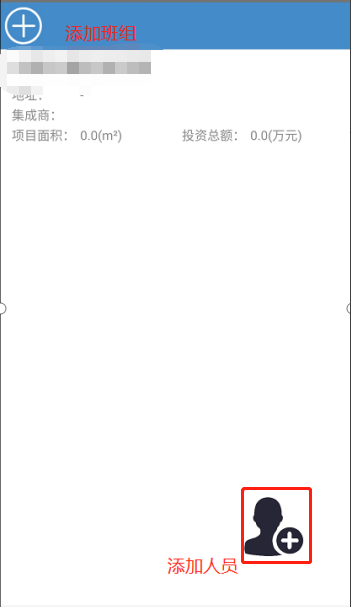 添加班组
地址： -
集成商：
项目面积： 0.0(m²) 投资总额： 0.0(万元)
添加人员